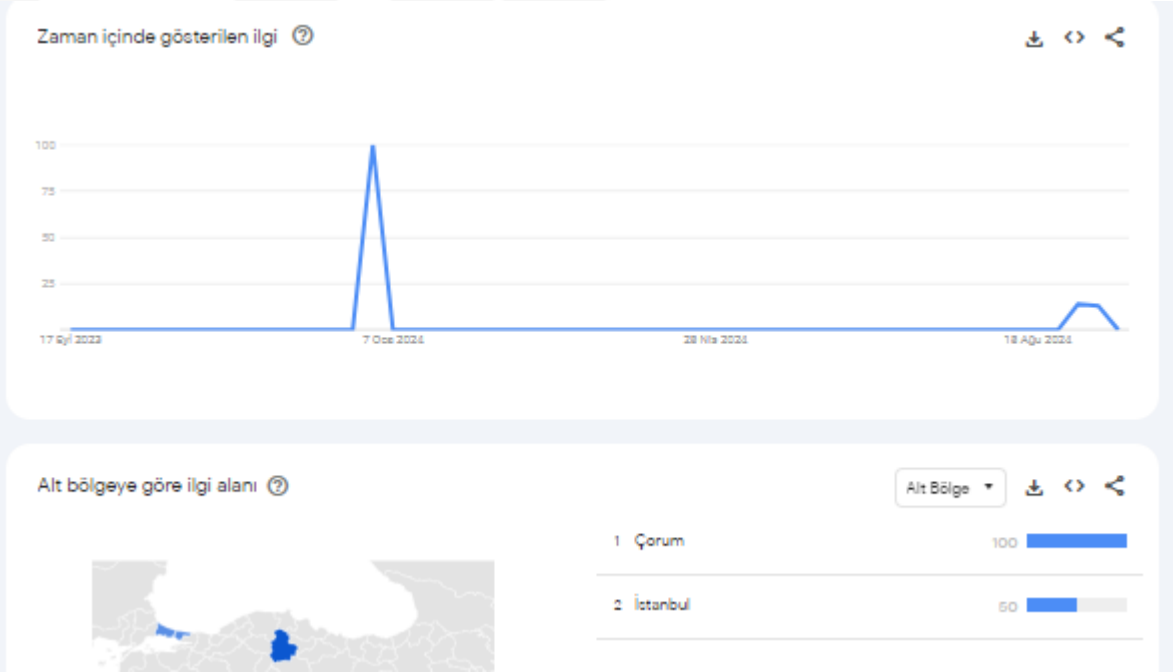 Zaman içinde gösterilen ilgi
100
75
50
25
17 Eyl 2023
7 Oca 2024
28 Nis 2024
18 Ağu 2024
Alt bölgeye göre ilgi alanı
Alt Bölge
1 Çorum 100
2 İstanbul 50